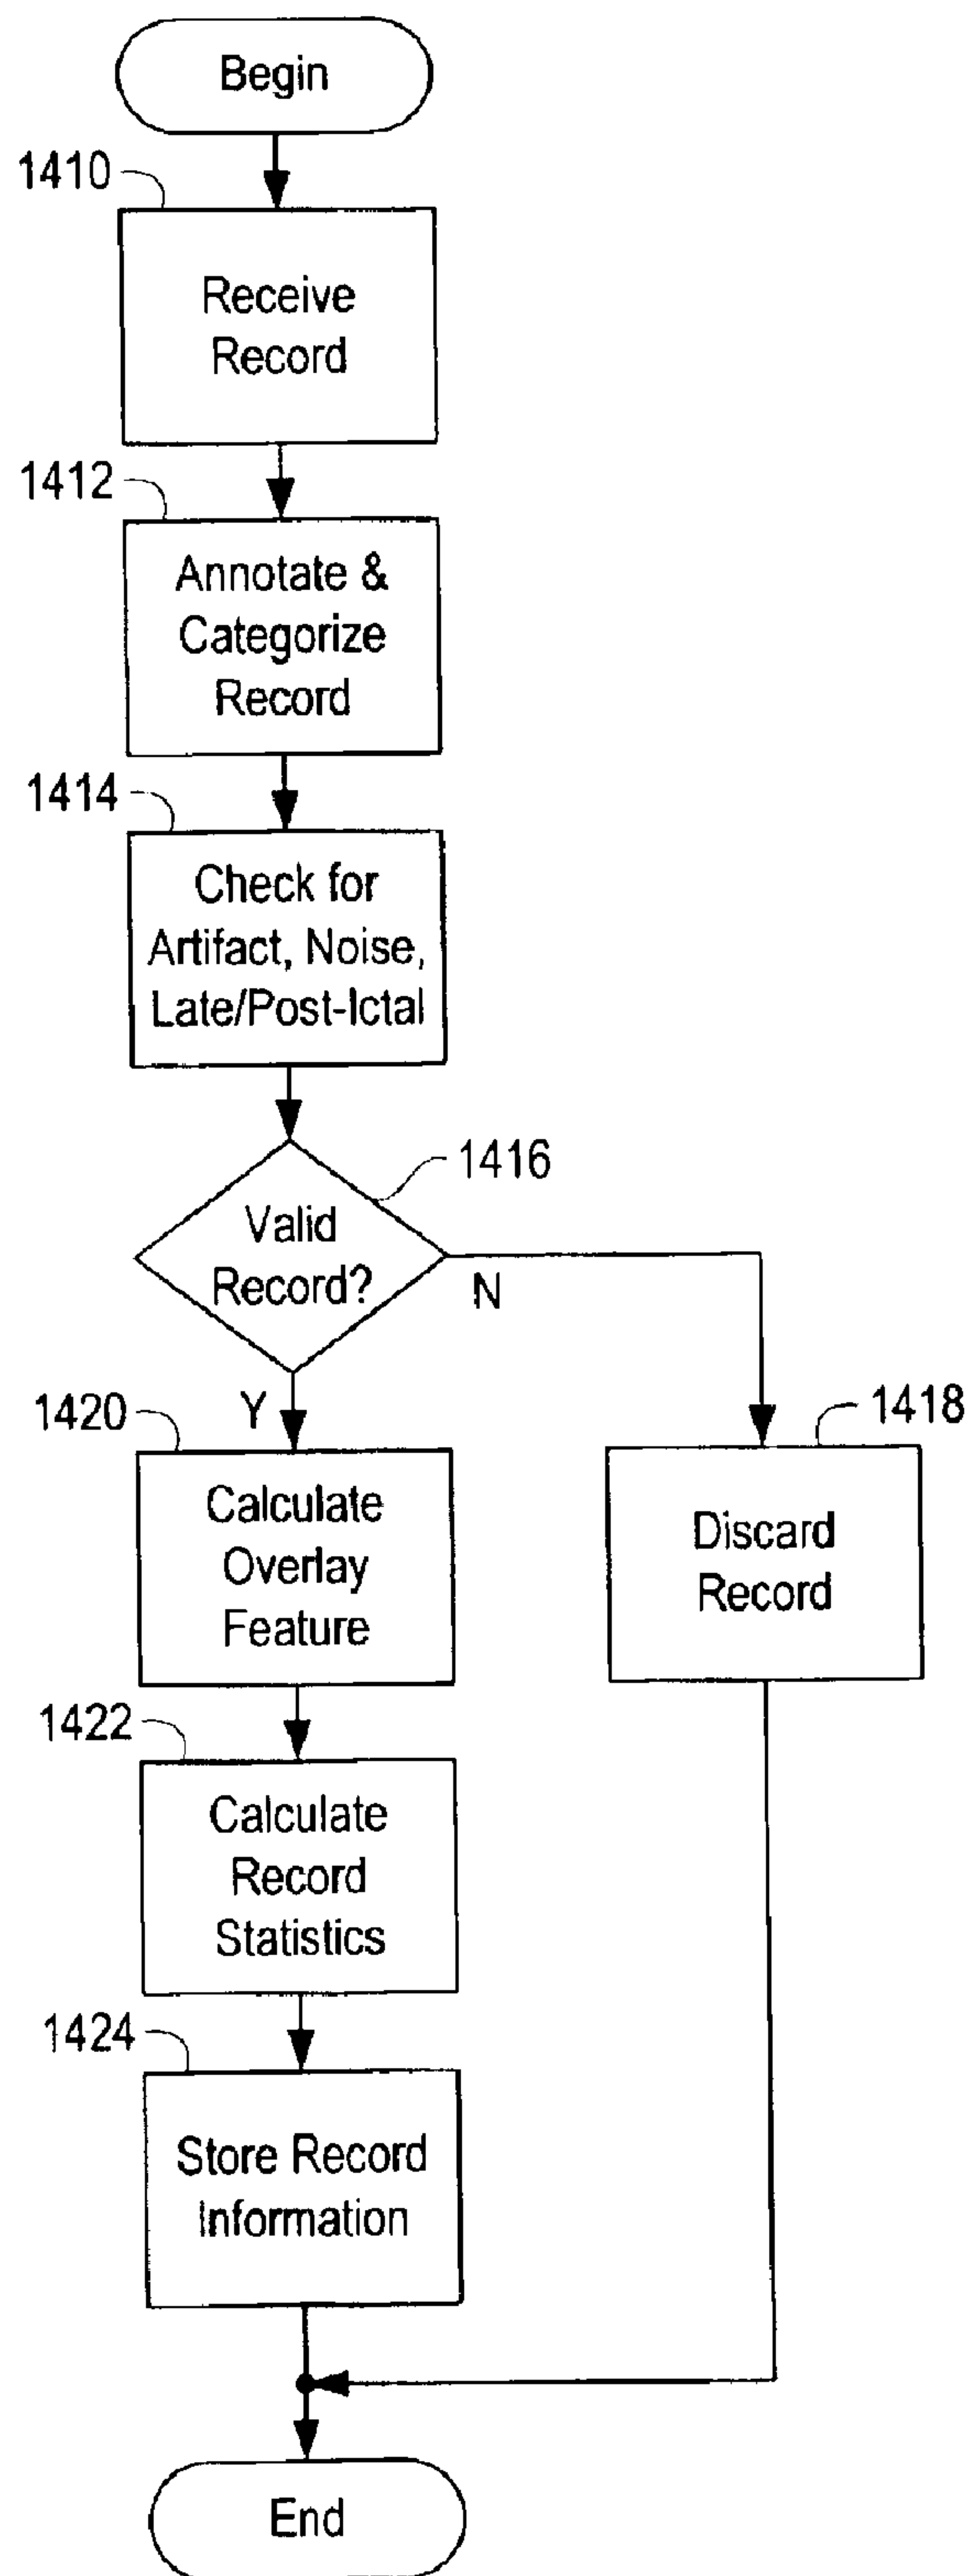 Begin
1410
Receive
Record
1412
Annotate &
Categorize
Record
1414
Check for
Artifact, Noise,
Late/Post-Ictal
1416
Valid
Record?
N
Y
1420
Calculate
Overlay
Feature
1418
Discard
Record
1422
Calculate
Record
Statistics
1424
Store Record
Information
End